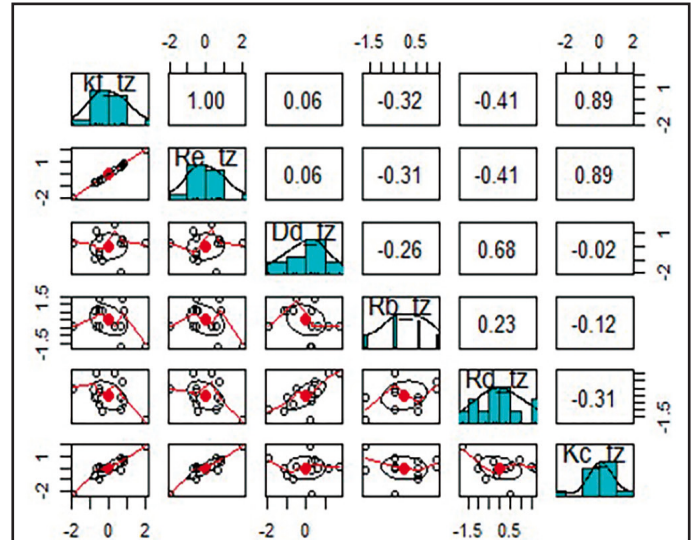 -2 0 2 -1.5 0.5 -2 0 2
kt_tz 1.00 0.06 -0.32 -0.41 0.89 1 -2
1 -2 Re_tz 0.06 -0.31 -0.41 0.89
Dd_tz -0.26 0.68 -0.02 1 -2
1.5 -1.5 Rb_tz 0.23 -0.12
Rd_tz -0.31 -1.5
1 -2 Kc_tz
-2 0 2 -2 0 -1.5 0.5